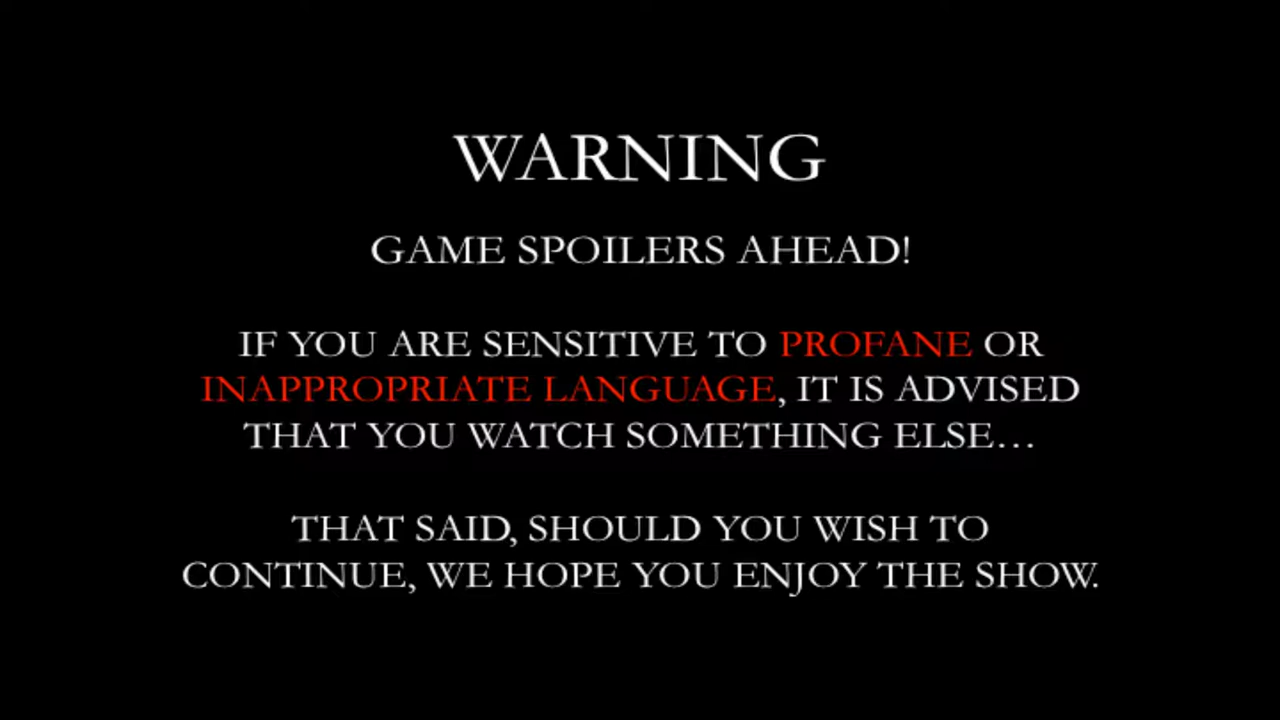 WARNING
GAME SPOILERS AHEAD!
IF YOU ARE SENSITIVE TO PROFANE OR
INAPPROPRIATE LANGUAGE, IT IS ADVISED
THAT YOU WATCH SOMETHING ELSE...
THAT SAID, SHOULD YOU WISH TO
CONTINUE, WE HOPE YOU ENJOY THE SHOW.